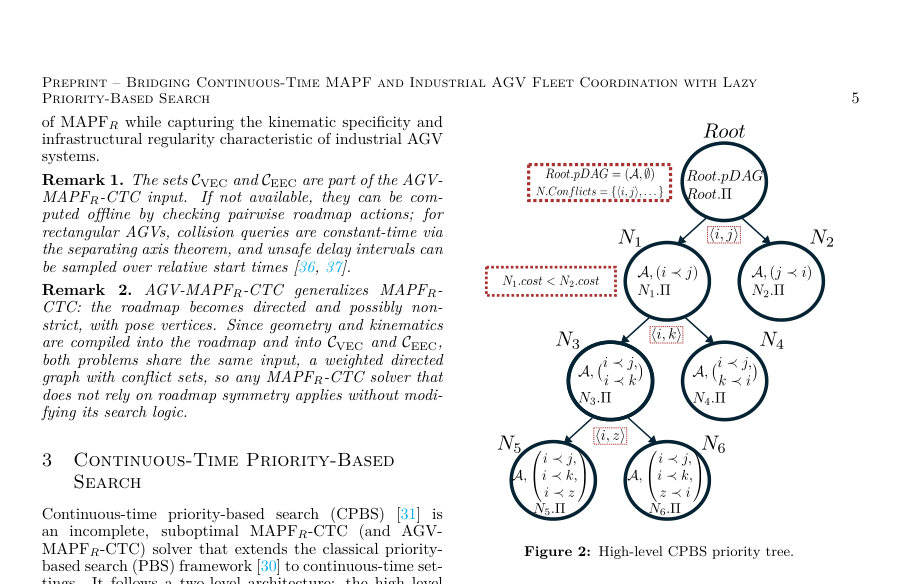 PREPRINT – BRIDGING CONTINUOUS-TIME MAPF AND INDUSTRIAL AGV FLEET COORDINATION WITH LAZY
PRIORITY-BASED SEARCH 5
of MAPF_R while capturing the kinematic specificity and
infrastructural regularity characteristic of industrial AGV
systems.
Remark 1. The sets C_VEC and C_EEC are part of the AGV-
MAPF_R-CTC input. If not available, they can be com-
puted offline by checking pairwise roadmap actions; for
rectangular AGVs, collision queries are constant-time via
the separating axis theorem, and unsafe delay intervals can
be sampled over relative start times [36, 37].
Remark 2. AGV-MAPF_R-CTC generalizes MAPF_R-
CTC: the roadmap becomes directed and possibly non-
strict, with pose vertices. Since geometry and kinematics
are compiled into the roadmap and into C_VEC and C_EEC,
both problems share the same input, a weighted directed
graph with conflict sets, so any MAPF_R-CTC solver that
does not rely on roadmap symmetry applies without modi-
fying its search logic.
3 CONTINUOUS-TIME PRIORITY-BASED
SEARCH
Continuous-time priority-based search (CPBS) [31] is
an incomplete, suboptimal MAPF_R-CTC (and AGV-
MAPF_R-CTC) solver that extends the classical priority-
based search (PBS) framework [30] to continuous-time set-
tings. It follows a two-level architecture: the high level
Root
Root.pDAG = (A, ∅)
N.Conflicts = {⟨i, j⟩, . . . }
Root.pDAG
Root.Π
⟨i, j⟩
N1
N2
N1.cost < N2.cost
A, (i ≺ j)
N1.Π
A, (j ≺ i)
N2.Π
⟨i, k⟩
N3
N4
A, (i ≺ j,
i ≺ k)
N3.Π
A, (i ≺ j,
k ≺ i)
N4.Π
⟨i, z⟩
N5
N6
A, (i ≺ j,
i ≺ k,
i ≺ z)
N5.Π
A, (i ≺ j,
i ≺ k,
z ≺ i)
N6.Π
Figure 2: High-level CPBS priority tree.